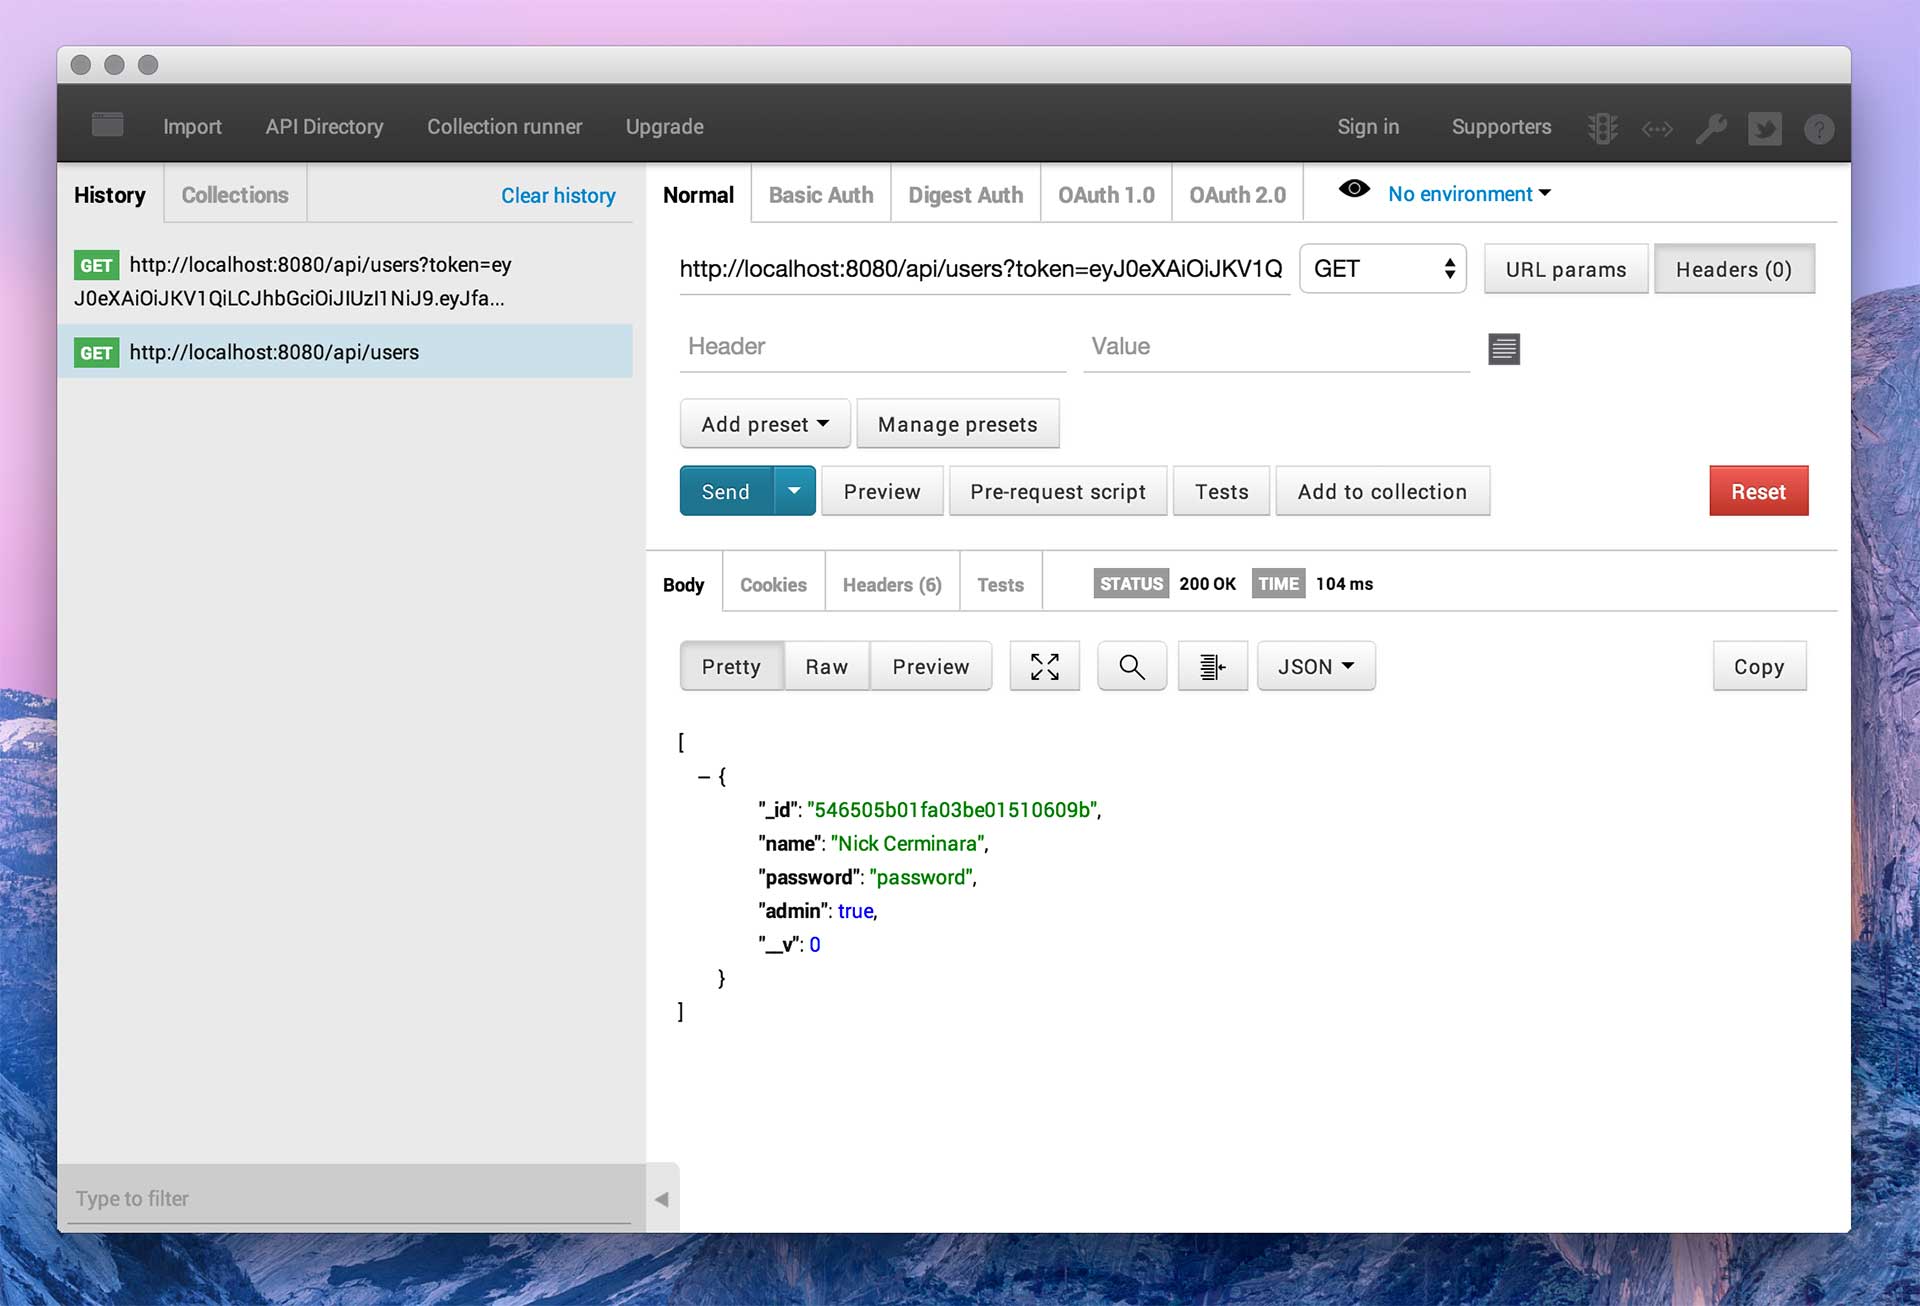 Import API Directory Collection runner Upgrade Sign in Supporters ?
History Collections Clear history
GET http://localhost:8080/api/users?token=ey
J0eXAiOiJKV1QiLCJhbGciOiJIUzI1NiJ9.eyJfa...
GET http://localhost:8080/api/users
Type to filter
Normal Basic Auth Digest Auth OAuth 1.0 OAuth 2.0 No environment
http://localhost:8080/api/users?token=eyJ0eXAiOiJKV1Q GET URL params Headers (0)
Header Value
Add preset Manage presets
Send Preview Pre-request script Tests Add to collection Reset
Body Cookies Headers (6) Tests STATUS 200 OK TIME 104 ms
Pretty Raw Preview JSON Copy
[
– {
"_id": "546505b01fa03be01510609b",
"name": "Nick Cerminara",
"password": "password",
"admin": true,
"__v": 0
}
]